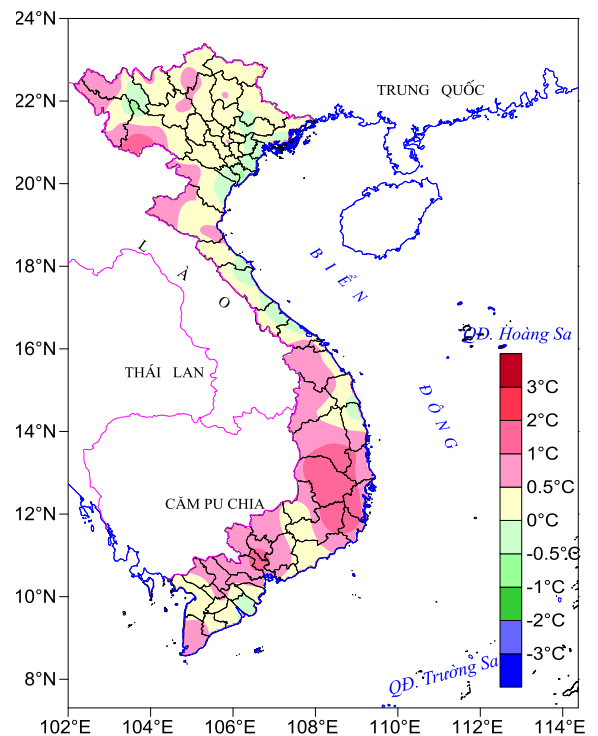 24°N
22°N
20°N
18°N
16°N
14°N
12°N
10°N
8°N
TRUNG QUỐC
LÀO
BIỂN
QĐ. Hoàng Sa
THÁI LAN
ĐÔNG
CĂM PU CHIA
3°C
2°C
1°C
0.5°C
0°C
-0.5°C
-1°C
-2°C
-3°C
QĐ. Trường Sa
102°E 104°E 106°E 108°E 110°E 112°E 114°E